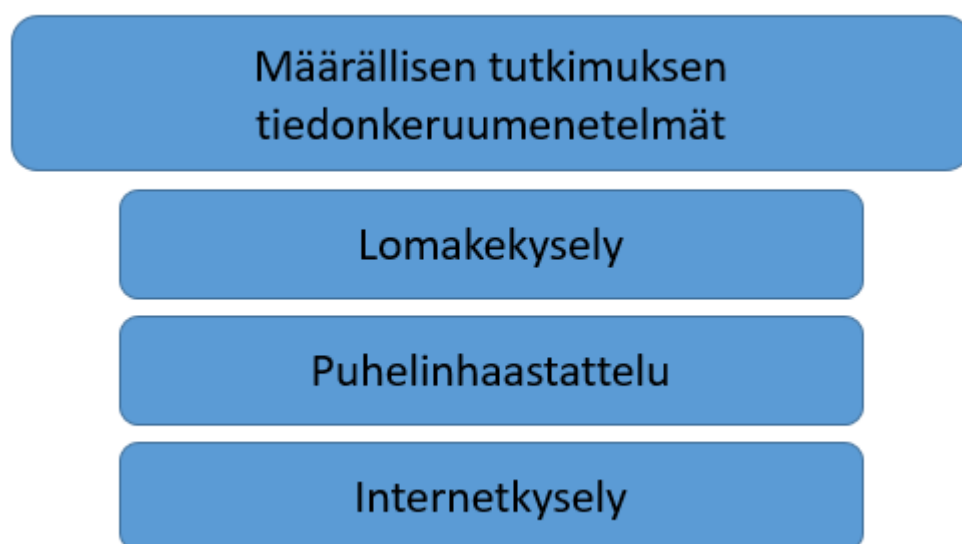 Määrällisen tutkimuksen
tiedonkeruumenetelmät
Lomakekysely
Puhelinhaastattelu
Internetkysely